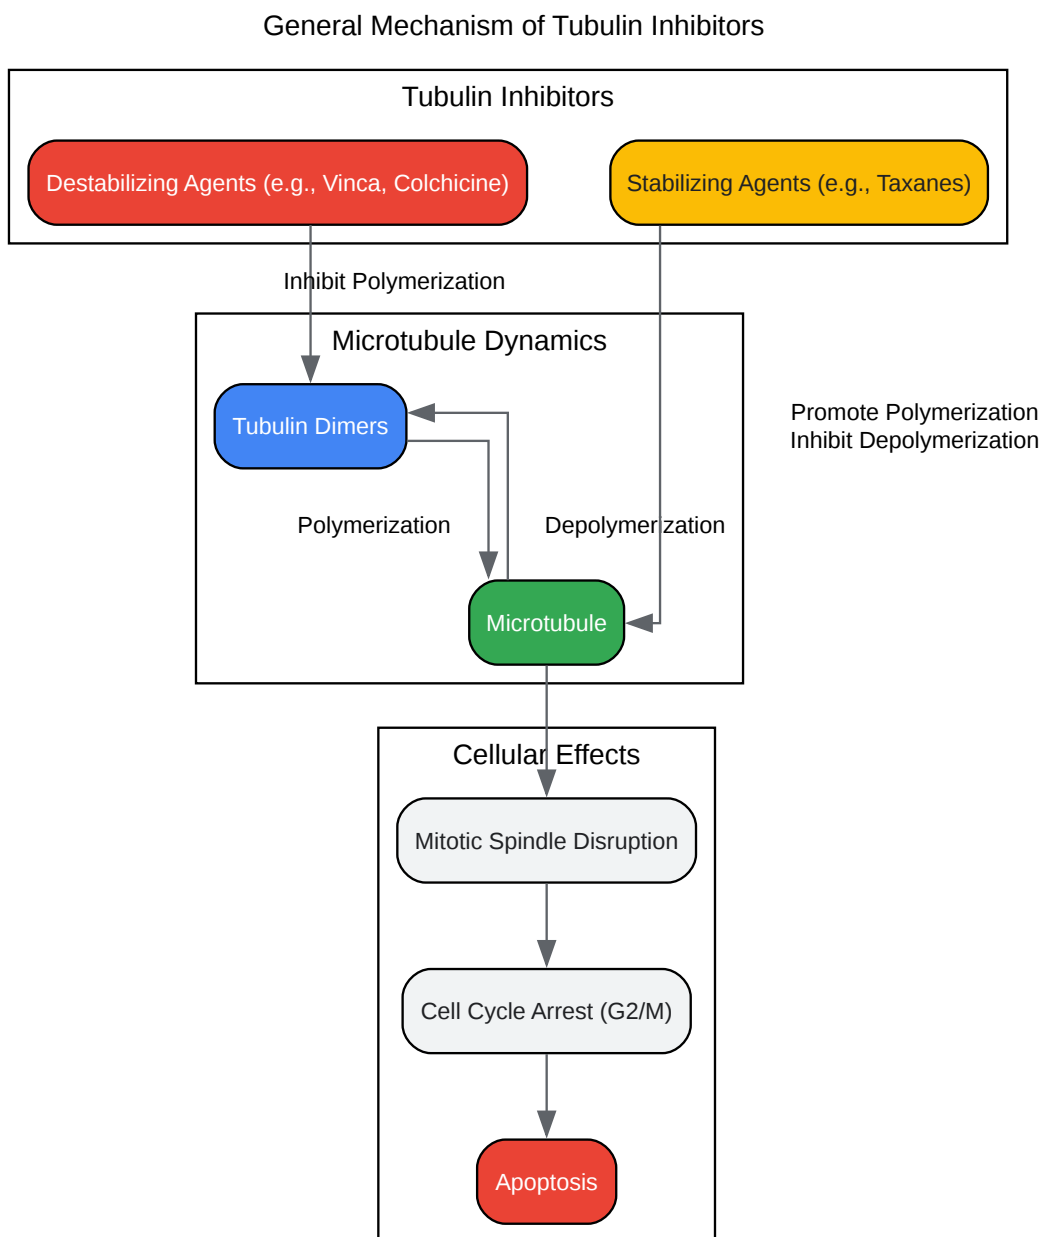 General Mechanism of Tubulin Inhibitors
Tubulin Inhibitors
Destabilizing Agents (e.g., Vinca, Colchicine)
Stabilizing Agents (e.g., Taxanes)
Inhibit Polymerization
Microtubule Dynamics
Tubulin Dimers
Promote Polymerization
Inhibit Depolymerization
Polymerization
Depolymerization
Microtubule
Cellular Effects
Mitotic Spindle Disruption
Cell Cycle Arrest (G2/M)
Apoptosis